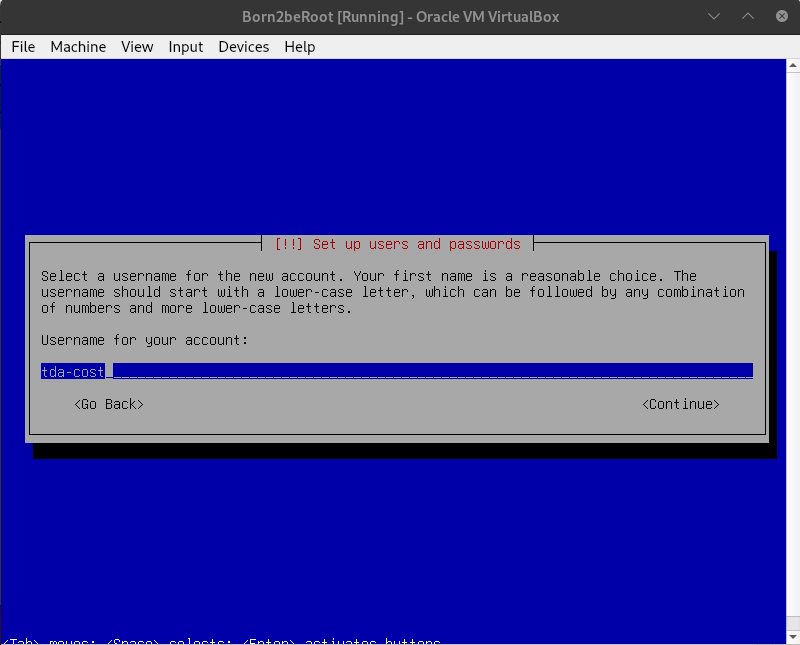 Born2beRoot [Running] - Oracle VM VirtualBox
File Machine View Input Devices Help
[!!] Set up users and passwords
Select a username for the new account. Your first name is a reasonable choice. The
username should start with a lower-case letter, which can be followed by any combination
of numbers and more lower-case letters.
Username for your account:
tda-cost
<Go Back> <Continue>
<Tab> moves; <Space> selects; <Enter> activates buttons